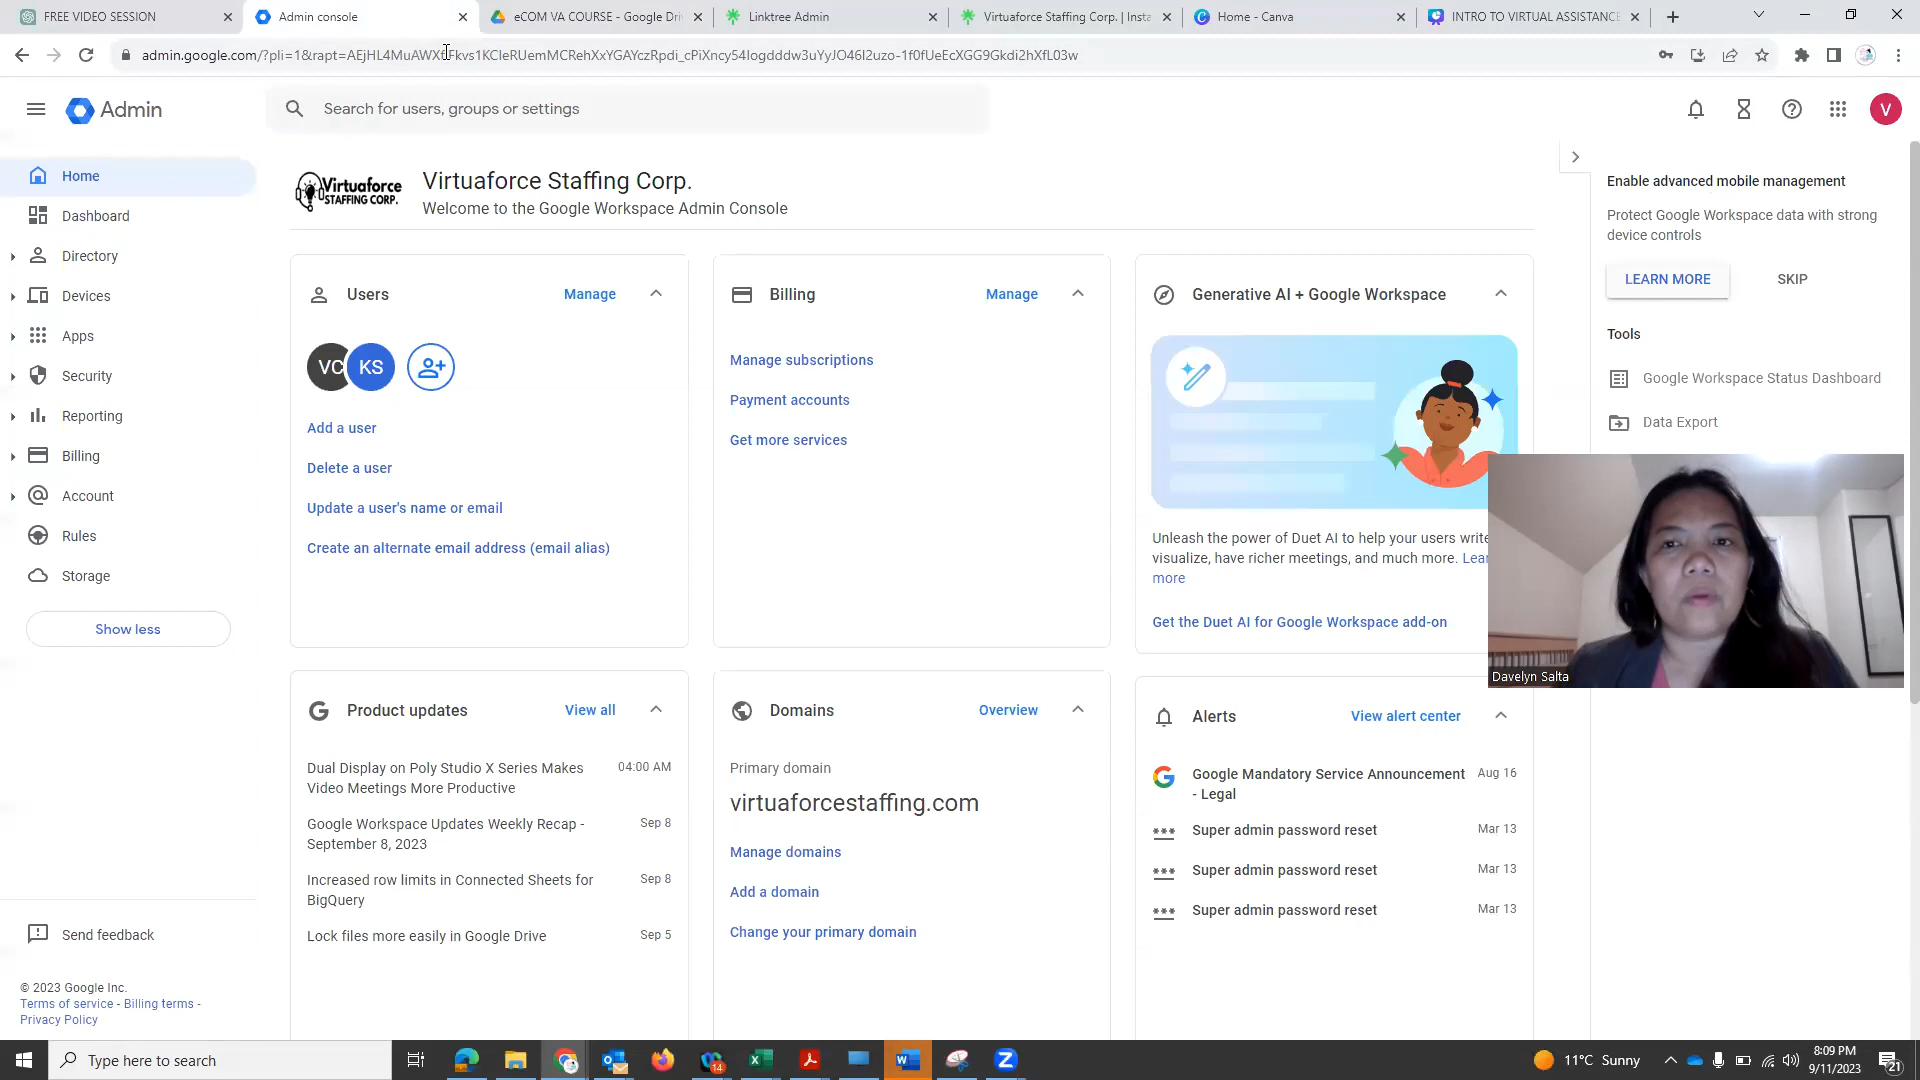 FREE VIDEO SESSION
Admin console
eCOM VA COURSE - Google Dri
Linktree Admin
Virtuaforce Staffing Corp. | Insta
Home - Canva
INTRO TO VIRTUAL ASSISTANCE
Admin
Search for users, groups or settings
V
Home
Dashboard
Directory
Devices
Apps
Security
Reporting
Billing
Account
Rules
Storage
Show less
Send feedback
© 2023 Google Inc.
Terms of service - Billing terms -
Privacy Policy
Virtuaforce
STAFFING CORP.
Virtuaforce Staffing Corp.
Welcome to the Google Workspace Admin Console
Users
Manage
VC
KS
Add a user
Delete a user
Update a user's name or email
Create an alternate email address (email alias)
Billing
Manage
Manage subscriptions
Payment accounts
Get more services
Generative AI + Google Workspace
Unleash the power of Duet AI to help your users write
visualize, have richer meetings, and much more. Lear
more
Get the Duet AI for Google Workspace add-on
Product updates
View all
Dual Display on Poly Studio X Series Makes 04:00 AM
Video Meetings More Productive
Google Workspace Updates Weekly Recap - Sep 8
September 8, 2023
Increased row limits in Connected Sheets for Sep 8
BigQuery
Lock files more easily in Google Drive Sep 5
Domains
Overview
Primary domain
virtuaforcestaffing.com
Manage domains
Add a domain
Change your primary domain
Alerts
View alert center
Google Mandatory Service Announcement Aug 16
- Legal
Super admin password reset Mar 13
Super admin password reset Mar 13
Super admin password reset Mar 13
Enable advanced mobile management
Protect Google Workspace data with strong
device controls
LEARN MORE
SKIP
Tools
Google Workspace Status Dashboard
Data Export
Davelyn Salta
Type here to search
14
11°C Sunny
8:09 PM
9/11/2023
21